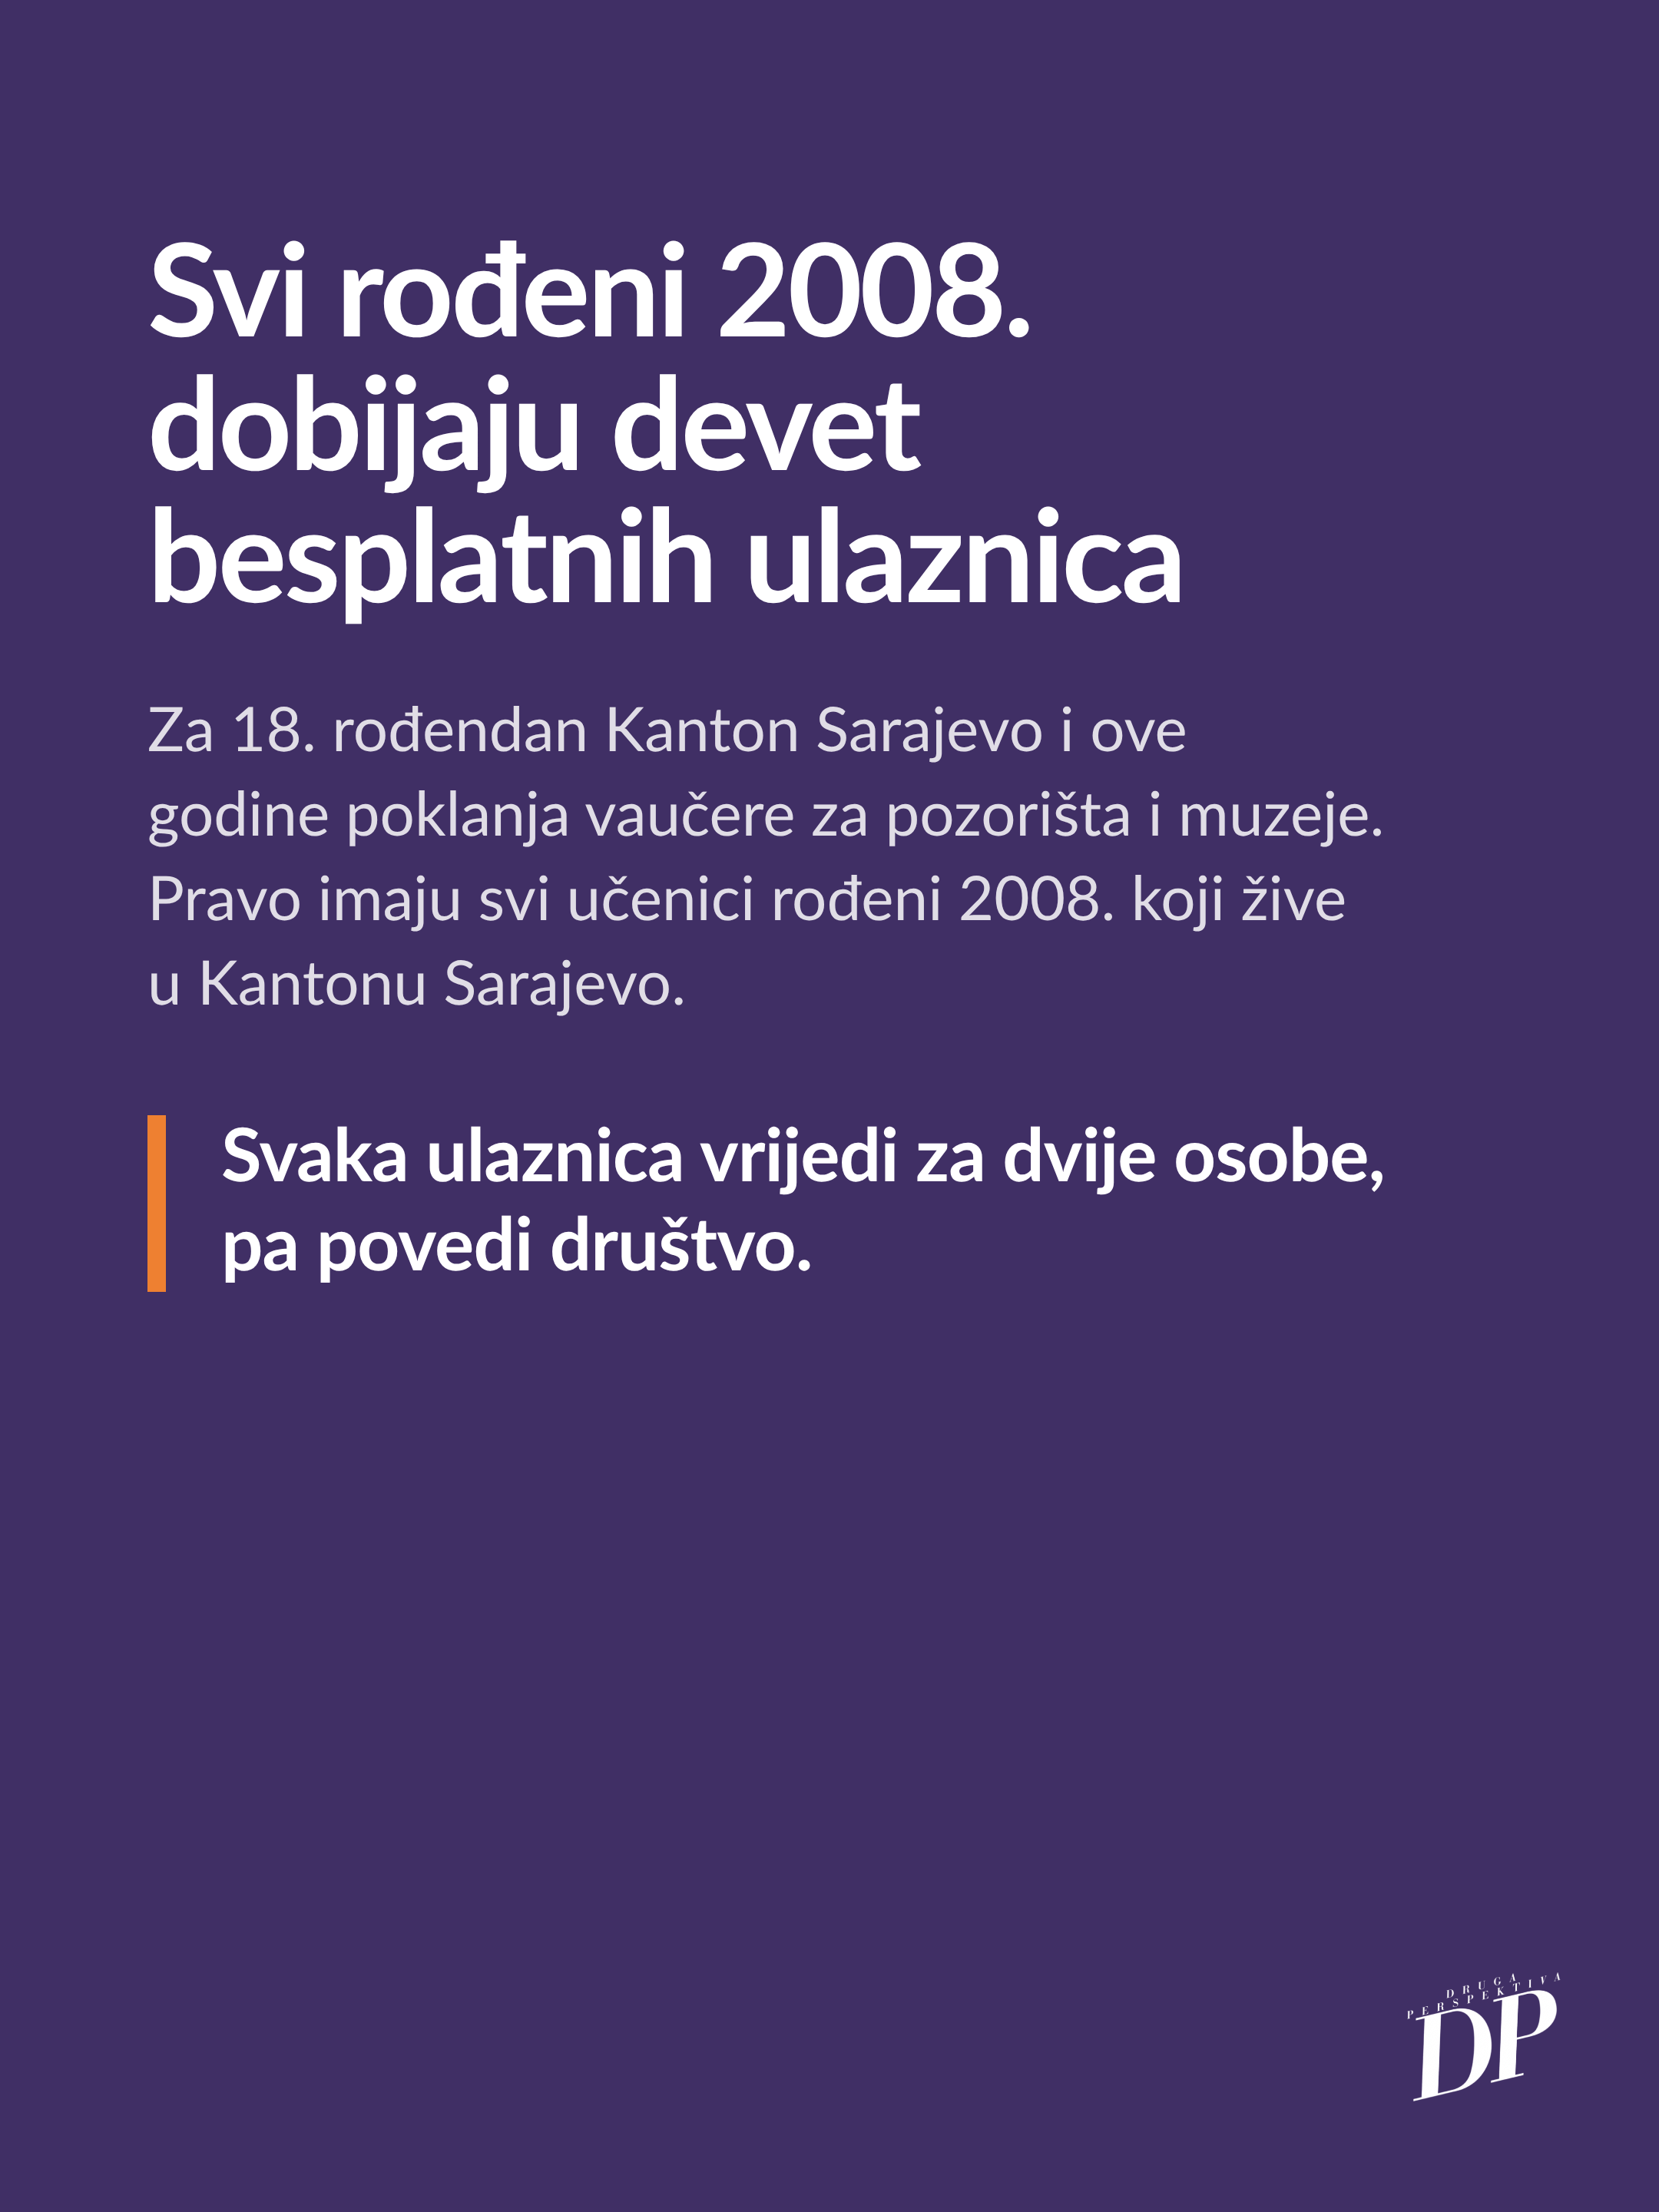 Svi rođeni 2008.
dobijaju devet
besplatnih ulaznica
Za 18. rođendan Kanton Sarajevo i ove
godine poklanja vaučere za pozorišta i muzeje.
Pravo imaju svi učenici rođeni 2008. koji žive
u Kantonu Sarajevo.
Svaka ulaznica vrijedi za dvije osobe,
pa povedi društvo.
DRUGA
PERSPEKTIVA
DP